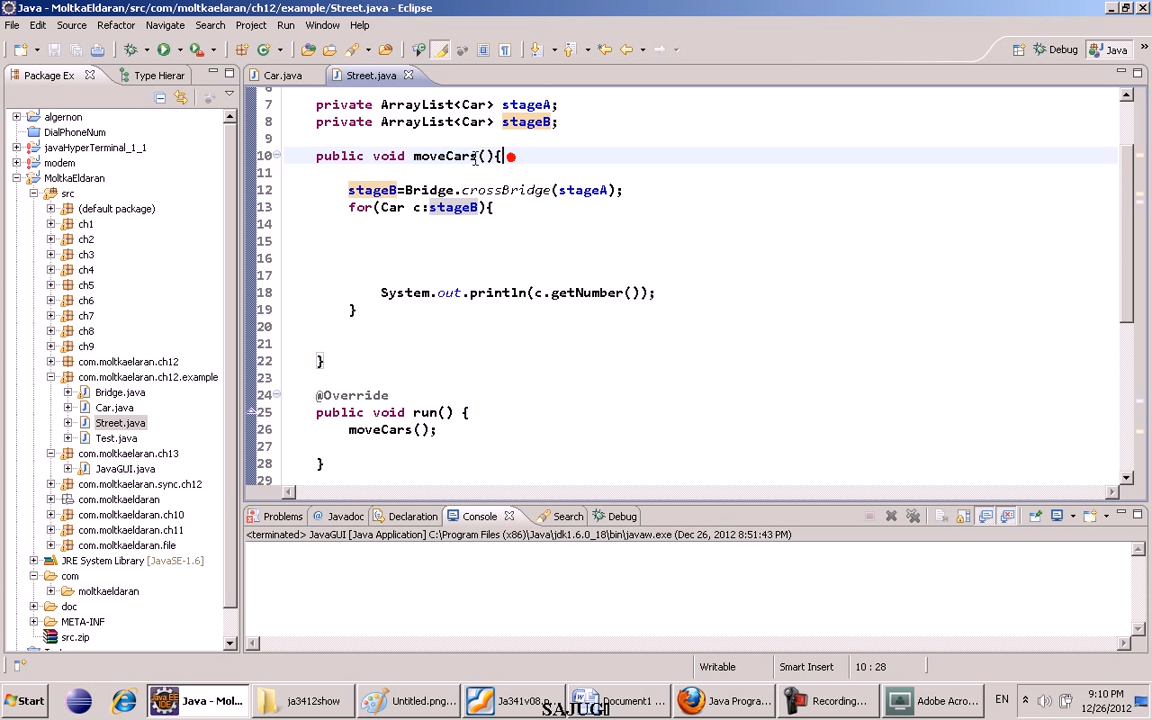 Java - MoltkaEldaran/src/com/moltkaelaran/ch12/example/Street.java - Eclipse
File Edit Source Refactor Navigate Search Project Run Window Help
Debug Java
Package Ex Type Hierar
Car.java Street.java
algernon
DialPhoneNum
javaHyperTerminal_1_1
modem
MoltkaEldaran
src
(default package)
ch1
ch2
ch3
ch4
ch5
ch6
ch7
ch8
ch9
com.moltkaelaran.ch12
com.moltkaelaran.ch12.example
Bridge.java
Car.java
Street.java
Test.java
com.moltkaelaran.ch13
JavaGUI.java
com.moltkaelaran.sync.ch12
com.moltkaeldaran
com.moltkaeldaran.ch10
com.moltkaeldaran.ch11
com.moltkaeldaran.file
JRE System Library [JavaSE-1.6]
com
moltkaeldaran
doc
META-INF
src.zip
6
7 private ArrayList<Car> stageA;
8 private ArrayList<Car> stageB;
9
10 public void moveCars(){
11
12 stageB=Bridge.crossBridge(stageA);
13 for(Car c:stageB){
14
15
16
17
18 System.out.println(c.getNumber());
19 }
20
21
22 }
23
24 @Override
25 public void run() {
26 moveCars();
27
28 }
29
Problems Javadoc Declaration Console Search Debug
<terminated> JavaGUI [Java Application] C:\Program Files (x86)\Java\jdk1.6.0_18\bin\javaw.exe (Dec 26, 2012 8:51:43 PM)
Writable Smart Insert 10 : 28
Start Java - Mol... ja3412show Untitled.png... Ja341v08.p... Document1 ... Java Progra... Recording... Adobe Acro... EN 9:10 PM
12/26/2012
SAJUGI